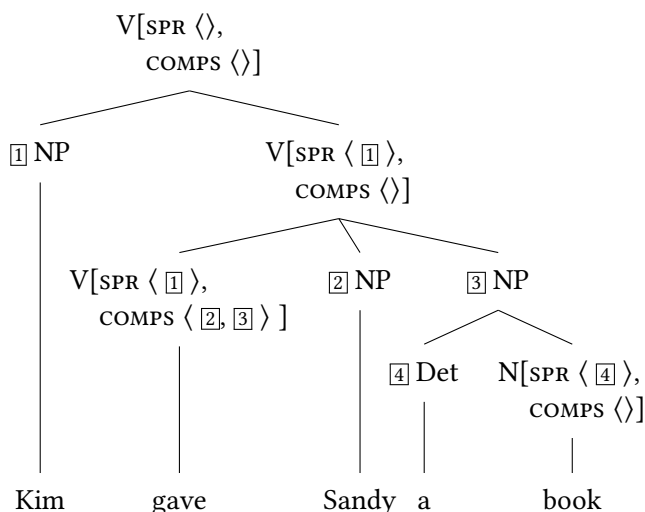 V[SPR ⟨⟩,
COMPS ⟨⟩]
1 NP
V[SPR ⟨ 1 ⟩,
COMPS ⟨⟩]
V[SPR ⟨ 1 ⟩,
COMPS ⟨ 2, 3 ⟩ ]
2 NP
3 NP
4 Det
N[SPR ⟨ 4 ⟩,
COMPS ⟨⟩]
Kim gave Sandy a book